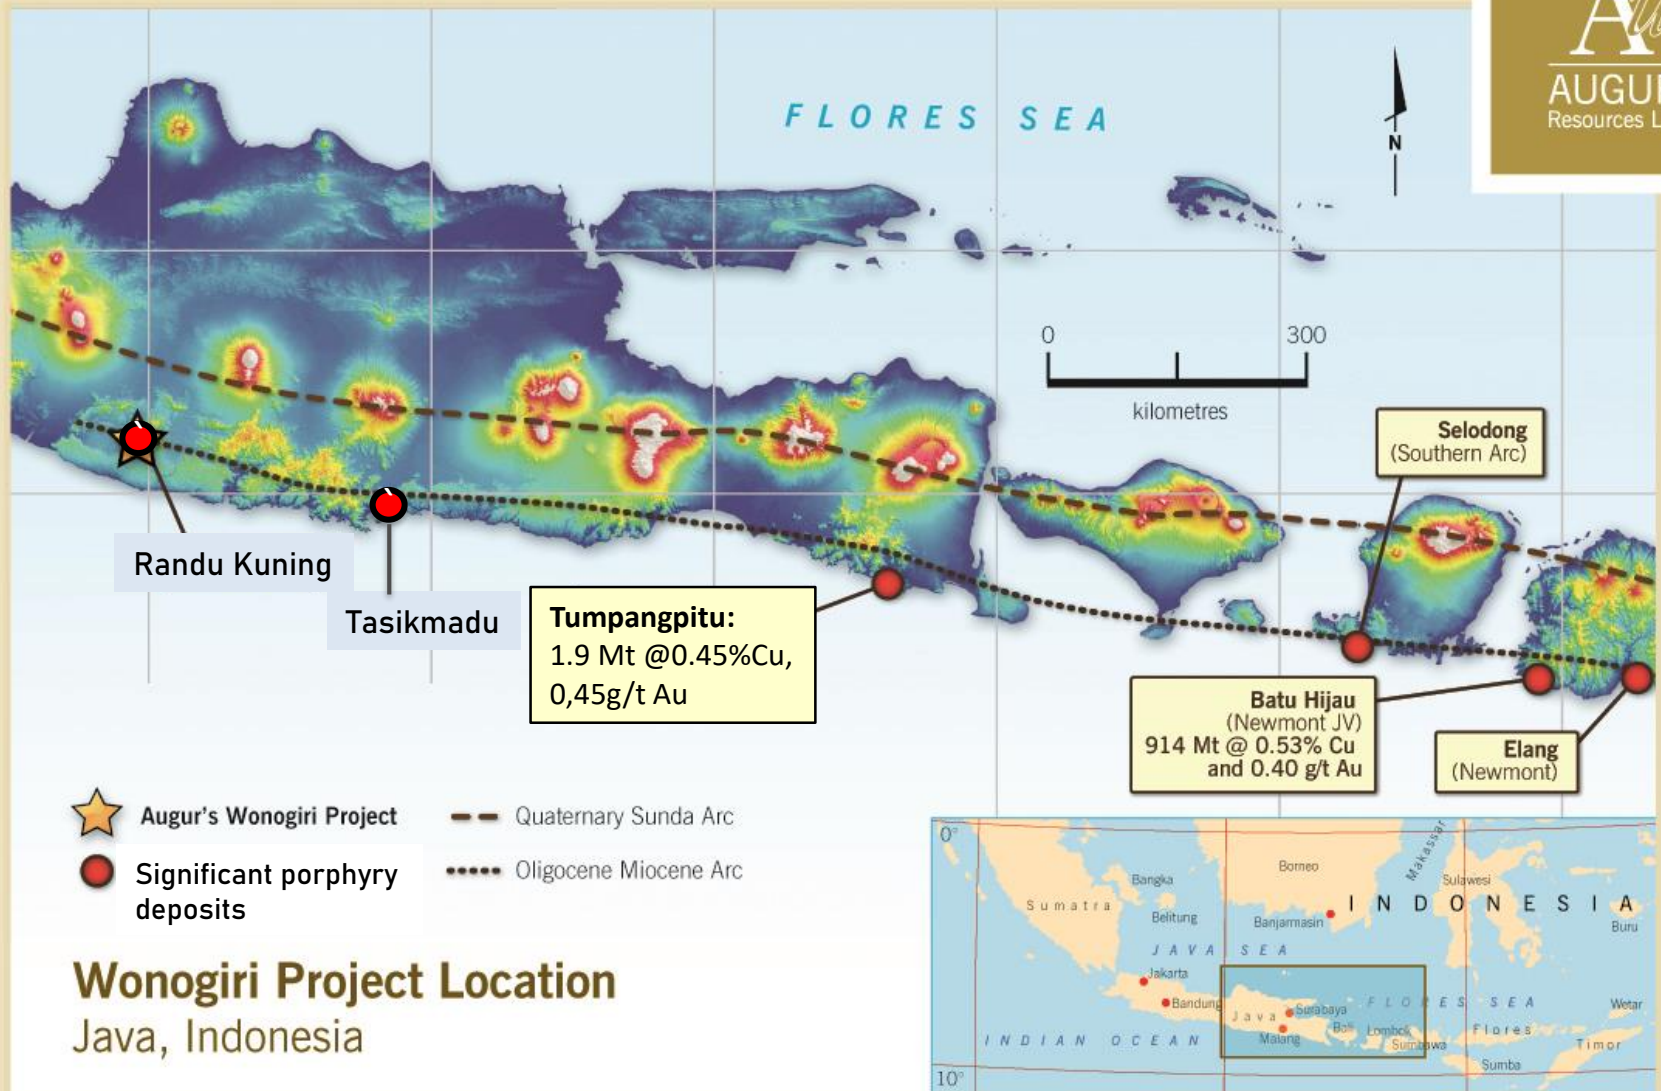 AUGU
Resources L
FLORES SEA
N
0 300
kilometres
Selodong
(Southern Arc)
Randu Kuning
Tasikmadu
Tumpangpitu:
1.9 Mt @0.45%Cu,
0,45g/t Au
Batu Hijau
(Newmont JV)
914 Mt @ 0.53% Cu
and 0.40 g/t Au
Elang
(Newmont)
Augur's Wonogiri Project
Quaternary Sunda Arc
Significant porphyry
deposits
Oligocene Miocene Arc
Wonogiri Project Location
Java, Indonesia
0°
Makassar
Borneo
Bangka
Sulawesi
Sumatra
Belitung
INDONESIA
Banjarmasin
Buru
JAVA SEA
Jakarta
Bandung
Java
Surabaya
FLORES SEA
Wetar
Malang
Bali
Lombok
Flores
Sumbawa
Timor
INDIAN OCEAN
Sumba
10°